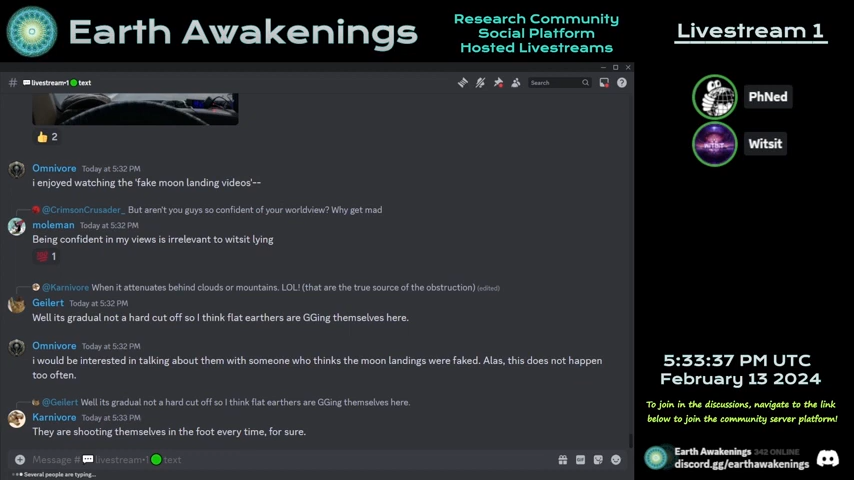 Earth Awakenings
Research Community
Social Platform
Hosted Livestreams
Livestream 1
# livestream•1 text
Search
PhNed
Witsit
2
Omnivore Today at 5:32 PM
i enjoyed watching the 'fake moon landing videos'--
@CrimsonCrusader_ But aren't you guys so confident of your worldview? Why get mad
moleman Today at 5:32 PM
Being confident in my views is irrelevant to witsit lying
1
@Karnivore When it attenuates behind clouds or mountains. LOL! (that are the true source of the obstruction) (edited)
Geilert Today at 5:32 PM
Well its gradual not a hard cut off so I think flat earthers are GGing themselves here.
Omnivore Today at 5:32 PM
i would be interested in talking about them with someone who thinks the moon landings were faked. Alas, this does not happen
too often.
@Geilert Well its gradual not a hard cut off so I think flat earthers are GGing themselves here.
Karnivore Today at 5:33 PM
They are shooting themselves in the foot every time, for sure.
Message # livestream•1 text
Several people are typing...
5:33:37 PM UTC
February 13 2024
To join in the discussions, navigate to the link
below to join the community server platform!
Earth Awakenings 342 ONLINE
discord.gg/earthawakenings